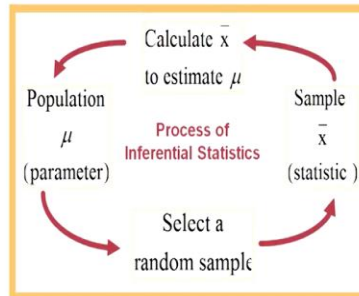 Calculate x̄
to estimate μ
Population
μ
(parameter)
Process of
Inferential Statistics
Sample
x̄
(statistic )
Select a
random sample